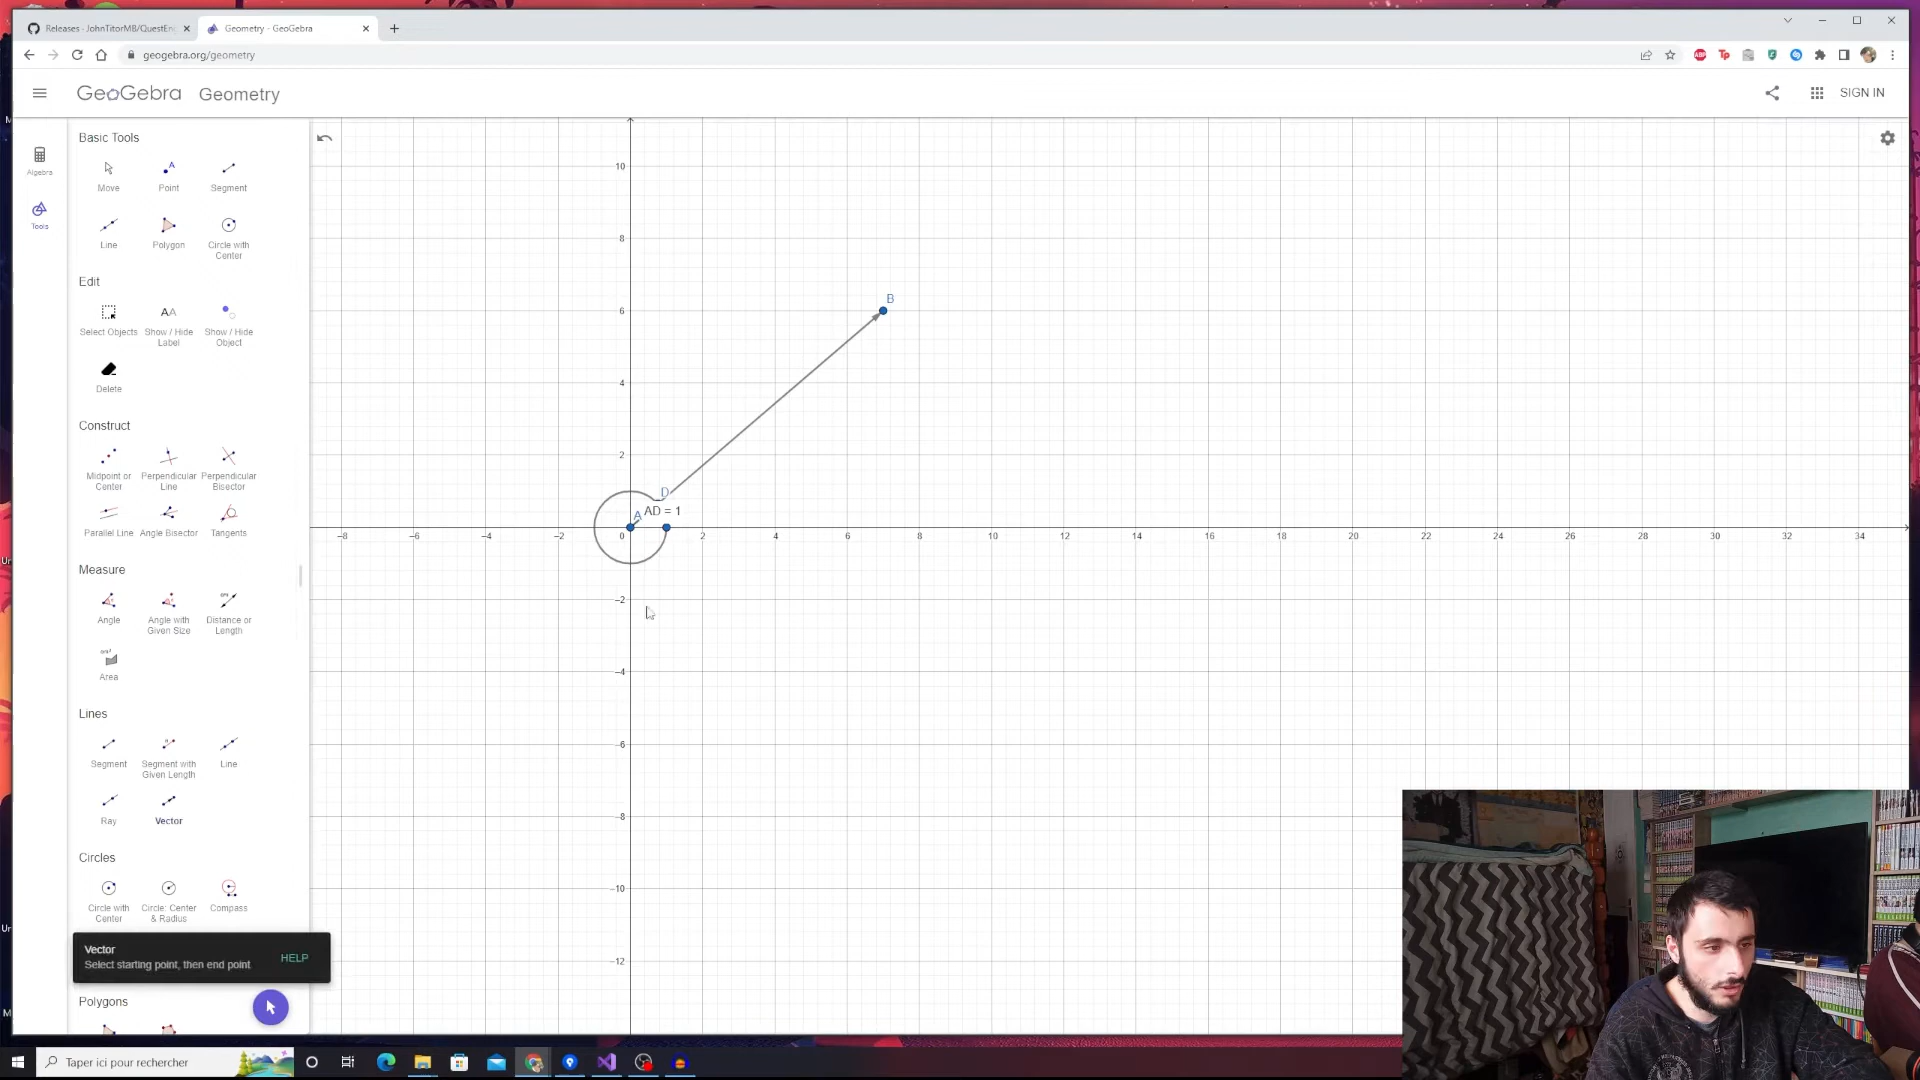 Releases - JohnTitorMB/QuestEng
Geometry - GeoGebra
geogebra.org/geometry
ABP
Tp
GeoGebra
Geometry
SIGN IN
Algebra
Tools
Basic Tools
Move
Point
Segment
Line
Polygon
Circle with Center
Edit
Select Objects
Show / Hide Label
Show / Hide Object
Delete
Construct
Midpoint or Center
Perpendicular Line
Perpendicular Bisector
Parallel Line
Angle Bisector
Tangents
Measure
Angle
Angle with Given Size
Distance or Length
Area
Lines
Segment
Segment with Given Length
Line
Ray
Vector
Circles
Circle with Center
Circle: Center & Radius
Compass
Vector
Select starting point, then end point
HELP
Polygons
10
8
6
4
2
0
–2
–4
–6
–8
–10
–12
–8
–6
–4
–2
2
4
6
8
10
12
14
16
18
20
22
24
26
28
30
32
34
B
D
A
AD = 1
Taper ici pour rechercher